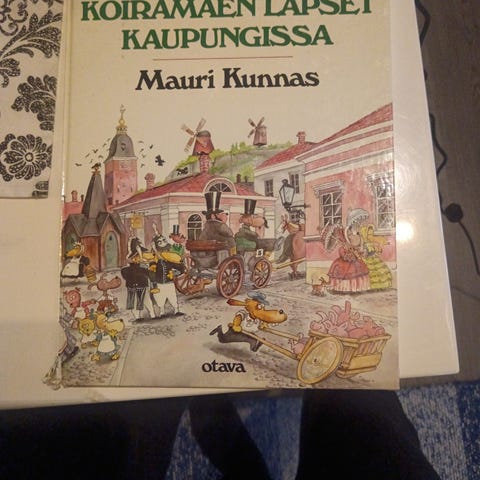 KOIRAMÄEN LAPSET
KAUPUNGISSA
Mauri Kunnas
otava